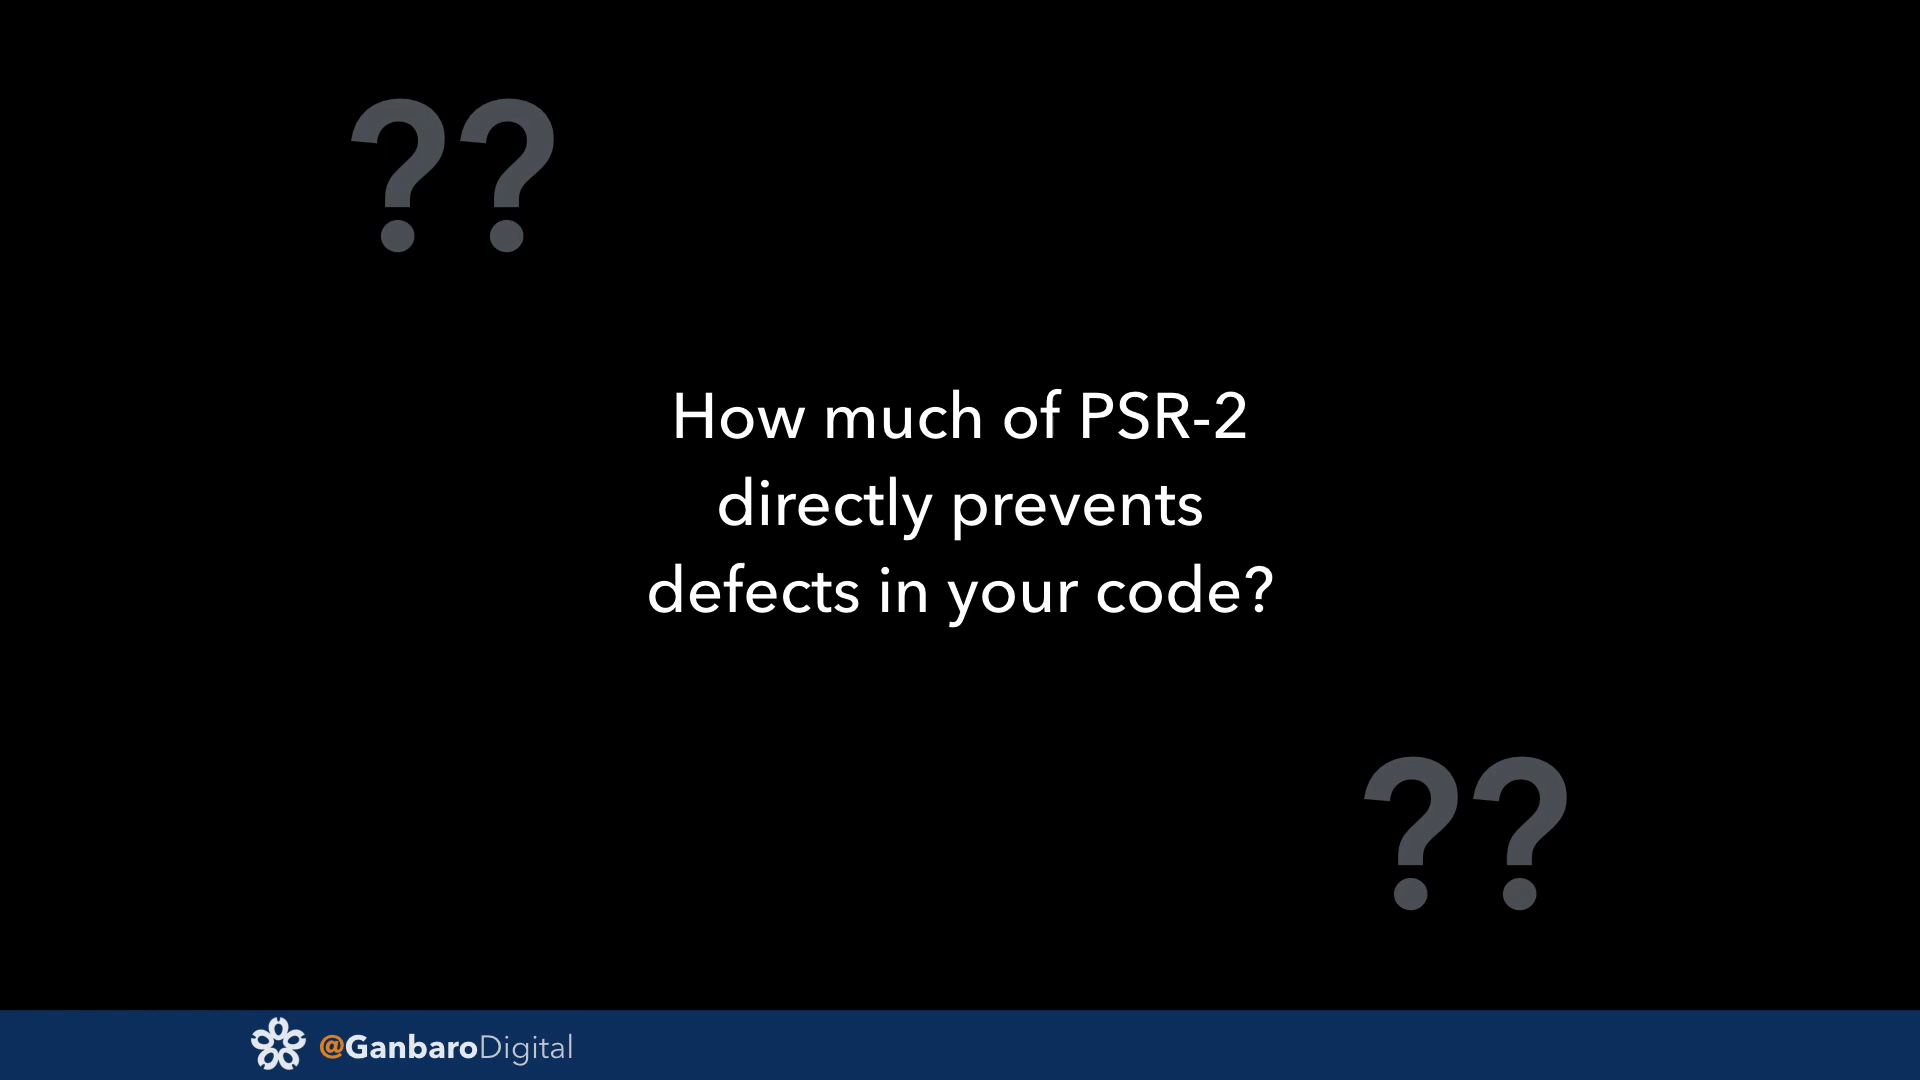 ??
How much of PSR-2
directly prevents
defects in your code?
??
@GanbaroDigital